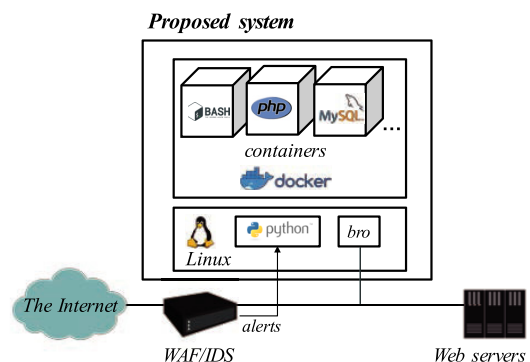 Proposed system
BASH
php
MySQL
...
containers
docker
Linux
python
bro
The Internet
alerts
WAF/IDS
Web servers